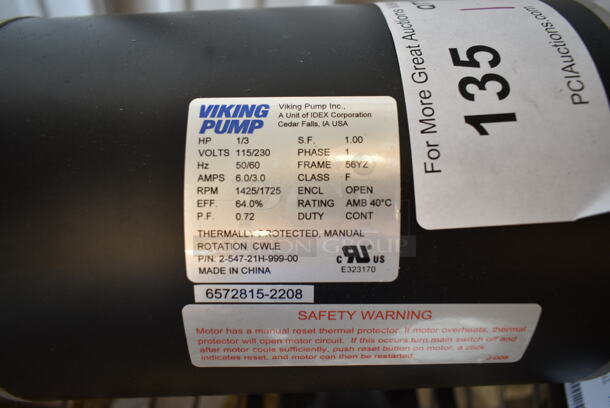 VIKING PUMP
Viking Pump Inc.,
A Unit of IDEX Corporation
Cedar Falls, IA USA
HP 1/3 S.F. 1.00
VOLTS 115/230 PHASE 1
Hz 50/60 FRAME 56YZ
AMPS 6.0/3.0 CLASS F
RPM 1425/1725 ENCL OPEN
EFF. 64.0% RATING AMB 40°C
P.F. 0.72 DUTY CONT
THERMALLY PROTECTED, MANUAL
ROTATION CWLE
P/N. 2-547-21H-999-00
MADE IN CHINA
C US
E323170
6572815-2208
SAFETY WARNING
Motor has a manual reset thermal protector. If motor overheats, thermal
protector will open motor circuit. If this occurs turn main switch off and
after motor cools sufficiently, push reset button on motor, a click
indicates reset, and motor can then be restarted.
For More Great Auctions
135
PCIAuctions.com